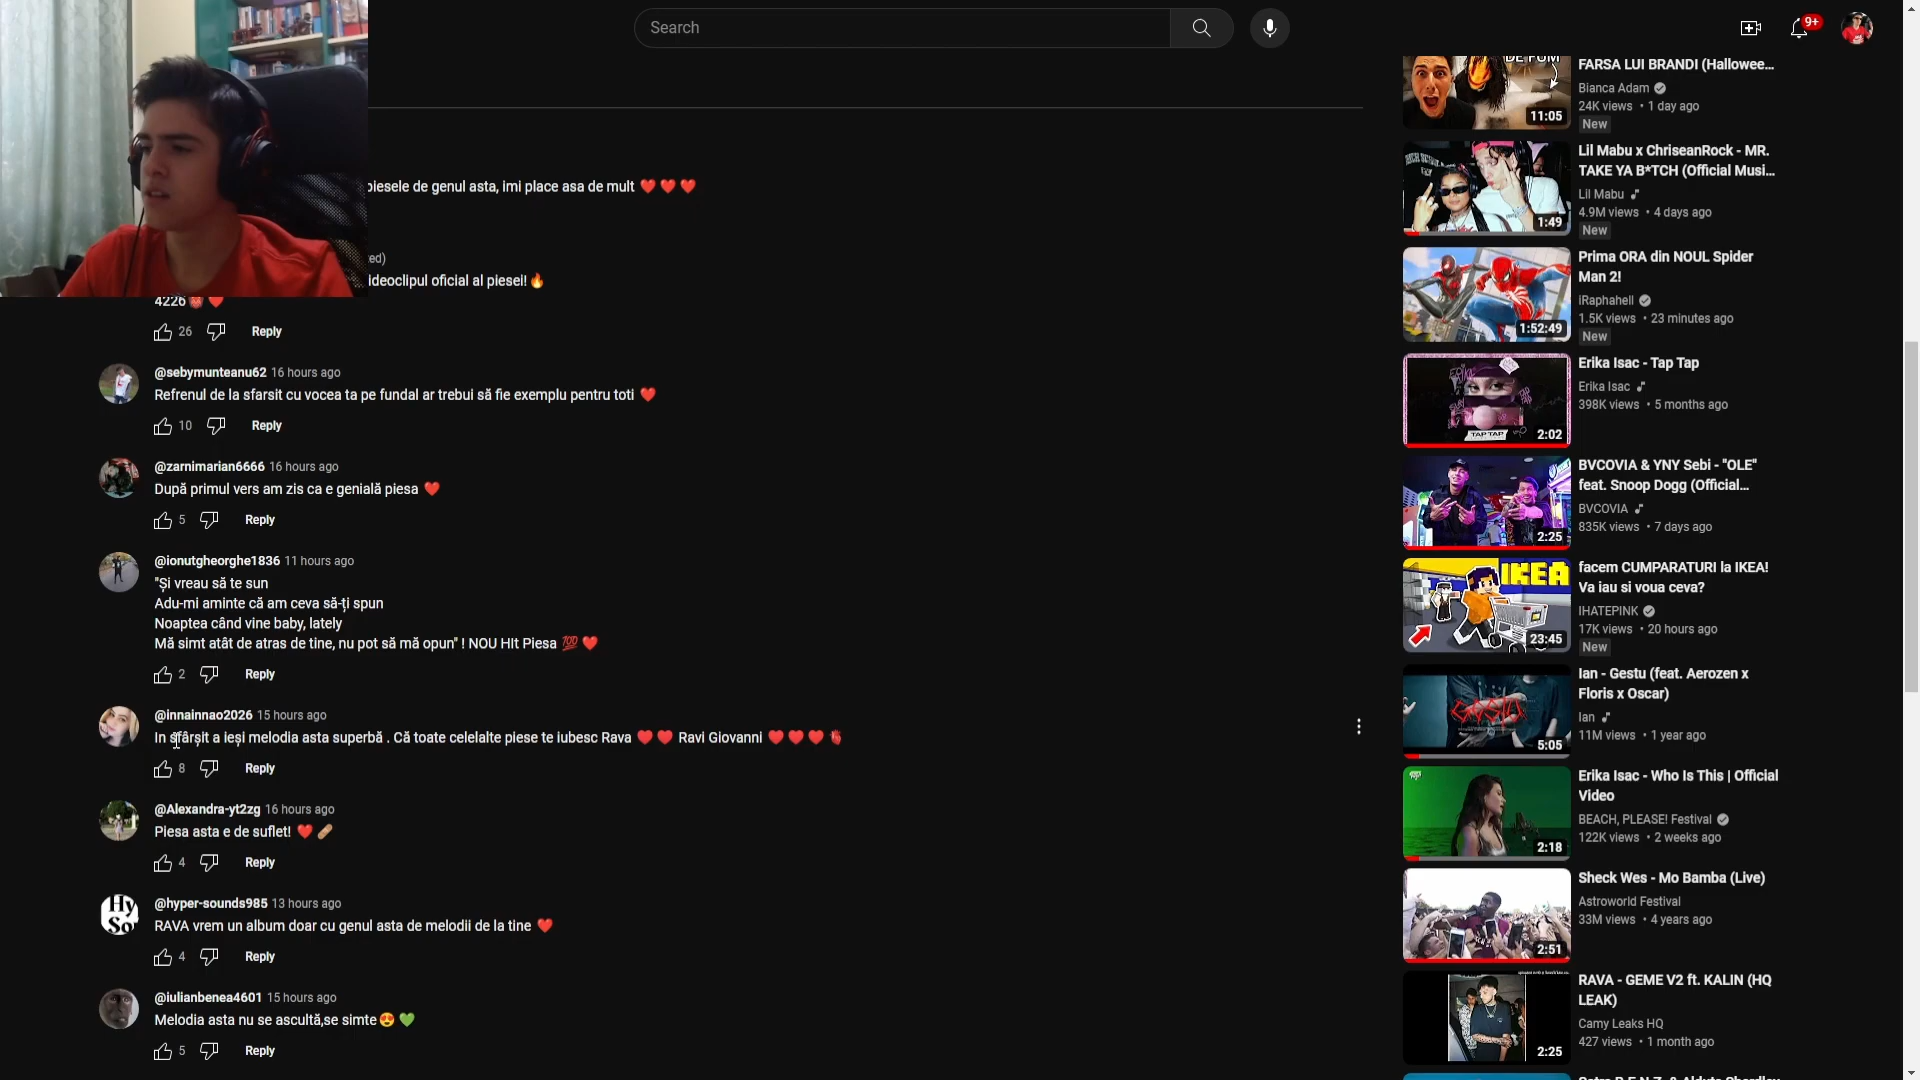 Search
9+
piesele de genul asta, imi place asa de mult ❤️ ❤️ ❤️
ed)
ideoclipul oficial al piesei!🔥
4226
26
Reply
@sebymunteanu62 16 hours ago
Refrenul de la sfarsit cu vocea ta pe fundal ar trebui să fie exemplu pentru toti ❤️
10
Reply
@zarnimarian6666 16 hours ago
După primul vers am zis ca e genială piesa ❤️
5
Reply
@ionutgheorghe1836 11 hours ago
"Și vreau să te sun
Adu-mi aminte că am ceva să-ți spun
Noaptea când vine baby, lately
Mă simt atât de atras de tine, nu pot să mă opun" ! NOU HIt Piesa 💯 ❤️
2
Reply
@innainnao2026 15 hours ago
In sfârșit a ieși melodia asta superbă . Că toate celelalte piese te iubesc Rava ❤️ ❤️ Ravi Giovanni ❤️ ❤️ ❤️ 🫀
8
Reply
@Alexandra-yt2zg 16 hours ago
Piesa asta e de suflet! ❤️ 🩹
4
Reply
Hy
So
@hyper-sounds985 13 hours ago
RAVA vrem un album doar cu genul asta de melodii de la tine ❤️
4
Reply
@iulianbenea4601 15 hours ago
Melodia asta nu se ascultă,se simte😍 💚
5
Reply
DE FUM
11:05
FARSA LUI BRANDI (Hallowee...
Bianca Adam
24K views • 1 day ago
New
1:49
Lil Mabu x ChriseanRock - MR.
TAKE YA B*TCH (Official Musi...
Lil Mabu
4.9M views • 4 days ago
New
1:52:49
Prima ORA din NOUL Spider
Man 2!
iRaphahell
1.5K views • 23 minutes ago
New
TAP TAP
2:02
Erika Isac - Tap Tap
Erika Isac
398K views • 5 months ago
2:25
BVCOVIA & YNY Sebi - "OLE"
feat. Snoop Dogg (Official...
BVCOVIA
835K views • 7 days ago
IKEA
23:45
facem CUMPARATURI la IKEA!
Va iau si voua ceva?
IHATEPINK
17K views • 20 hours ago
New
5:05
Ian - Gestu (feat. Aerozen x
Floris x Oscar)
Ian
11M views • 1 year ago
2:18
Erika Isac - Who Is This | Official
Video
BEACH, PLEASE! Festival
122K views • 2 weeks ago
2:51
Sheck Wes - Mo Bamba (Live)
Astroworld Festival
33M views • 4 years ago
2:25
RAVA - GEME V2 ft. KALIN (HQ
LEAK)
Camy Leaks HQ
427 views • 1 month ago